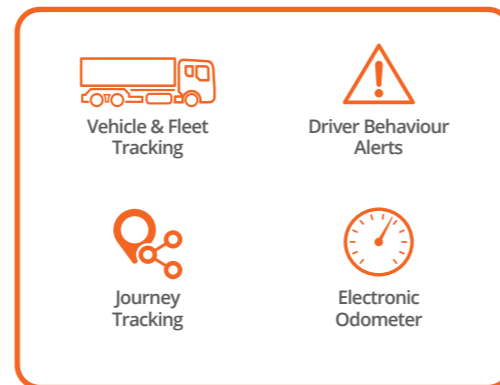 Vehicle & Fleet
Tracking
Driver Behaviour
Alerts
Journey
Tracking
Electronic
Odometer